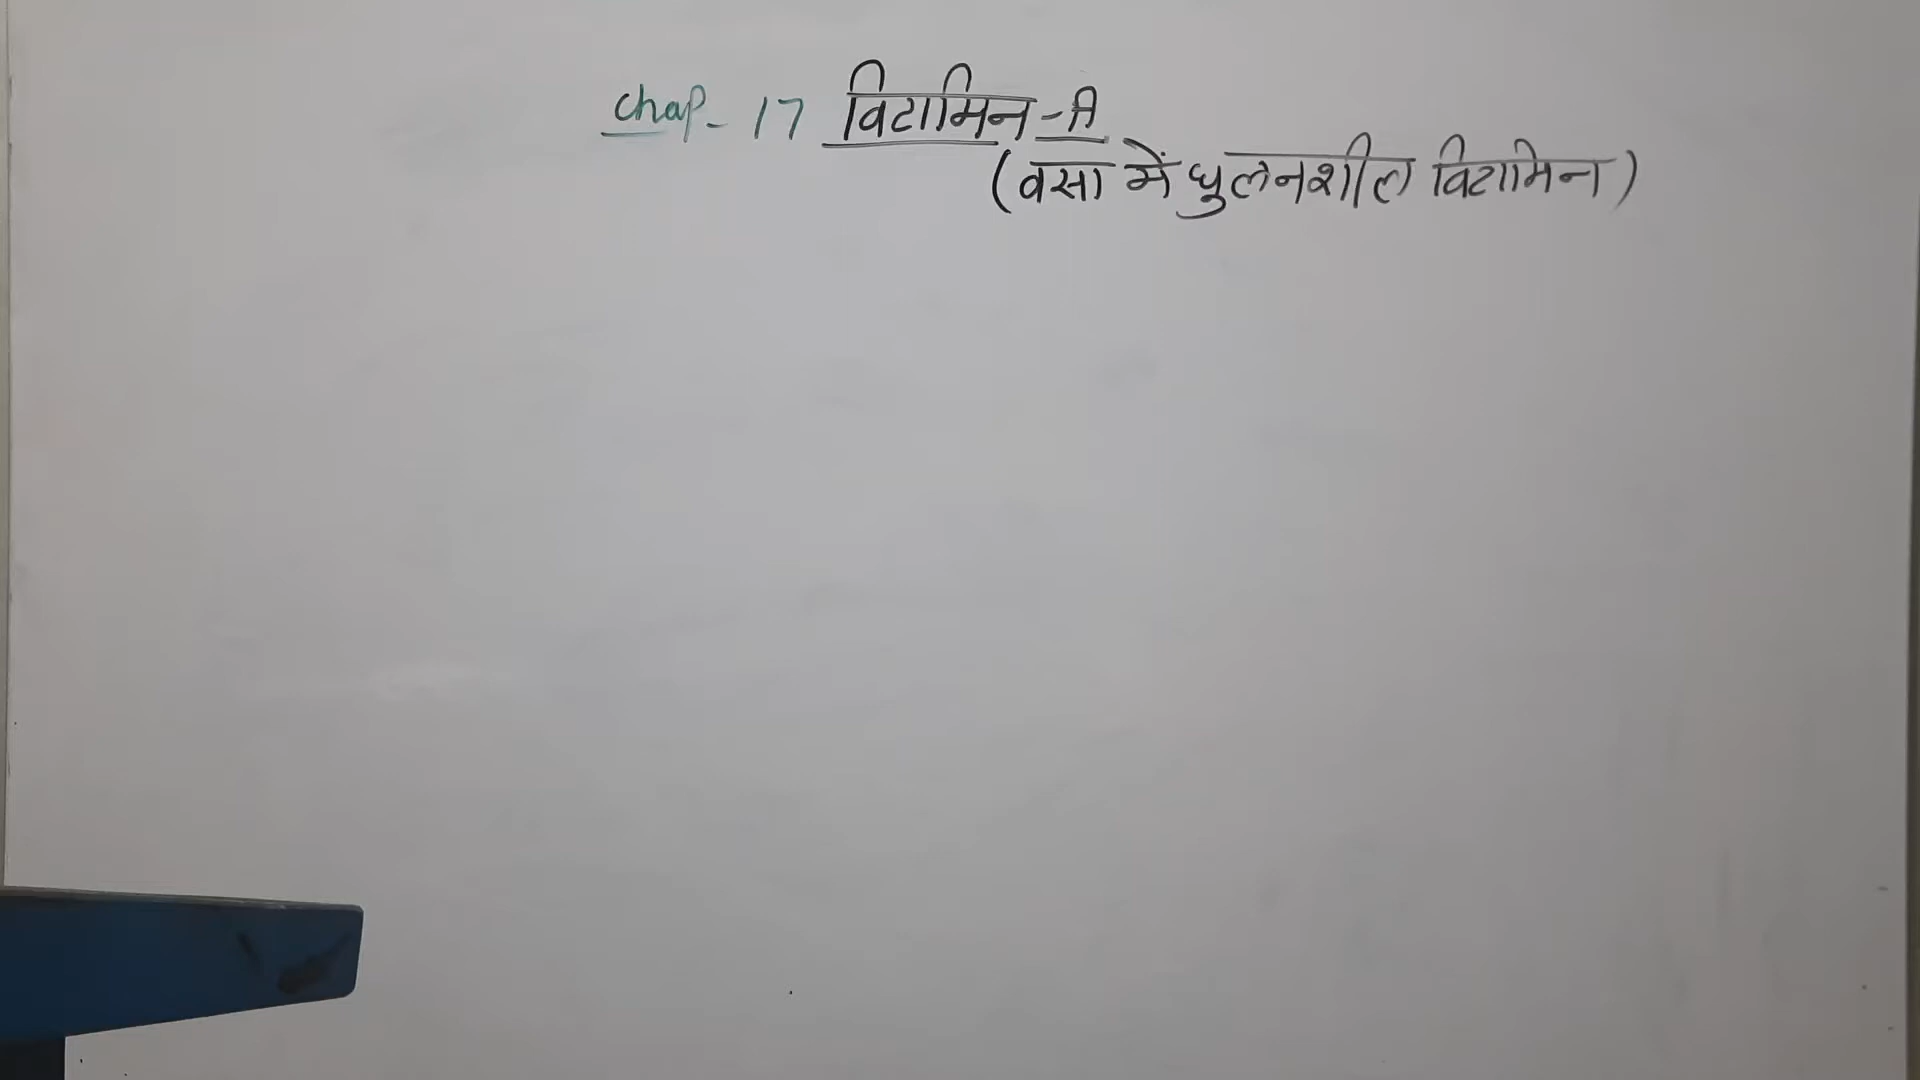 Chap - 17 विटामिन - A
(वसा में घुलनशील विटामिन)